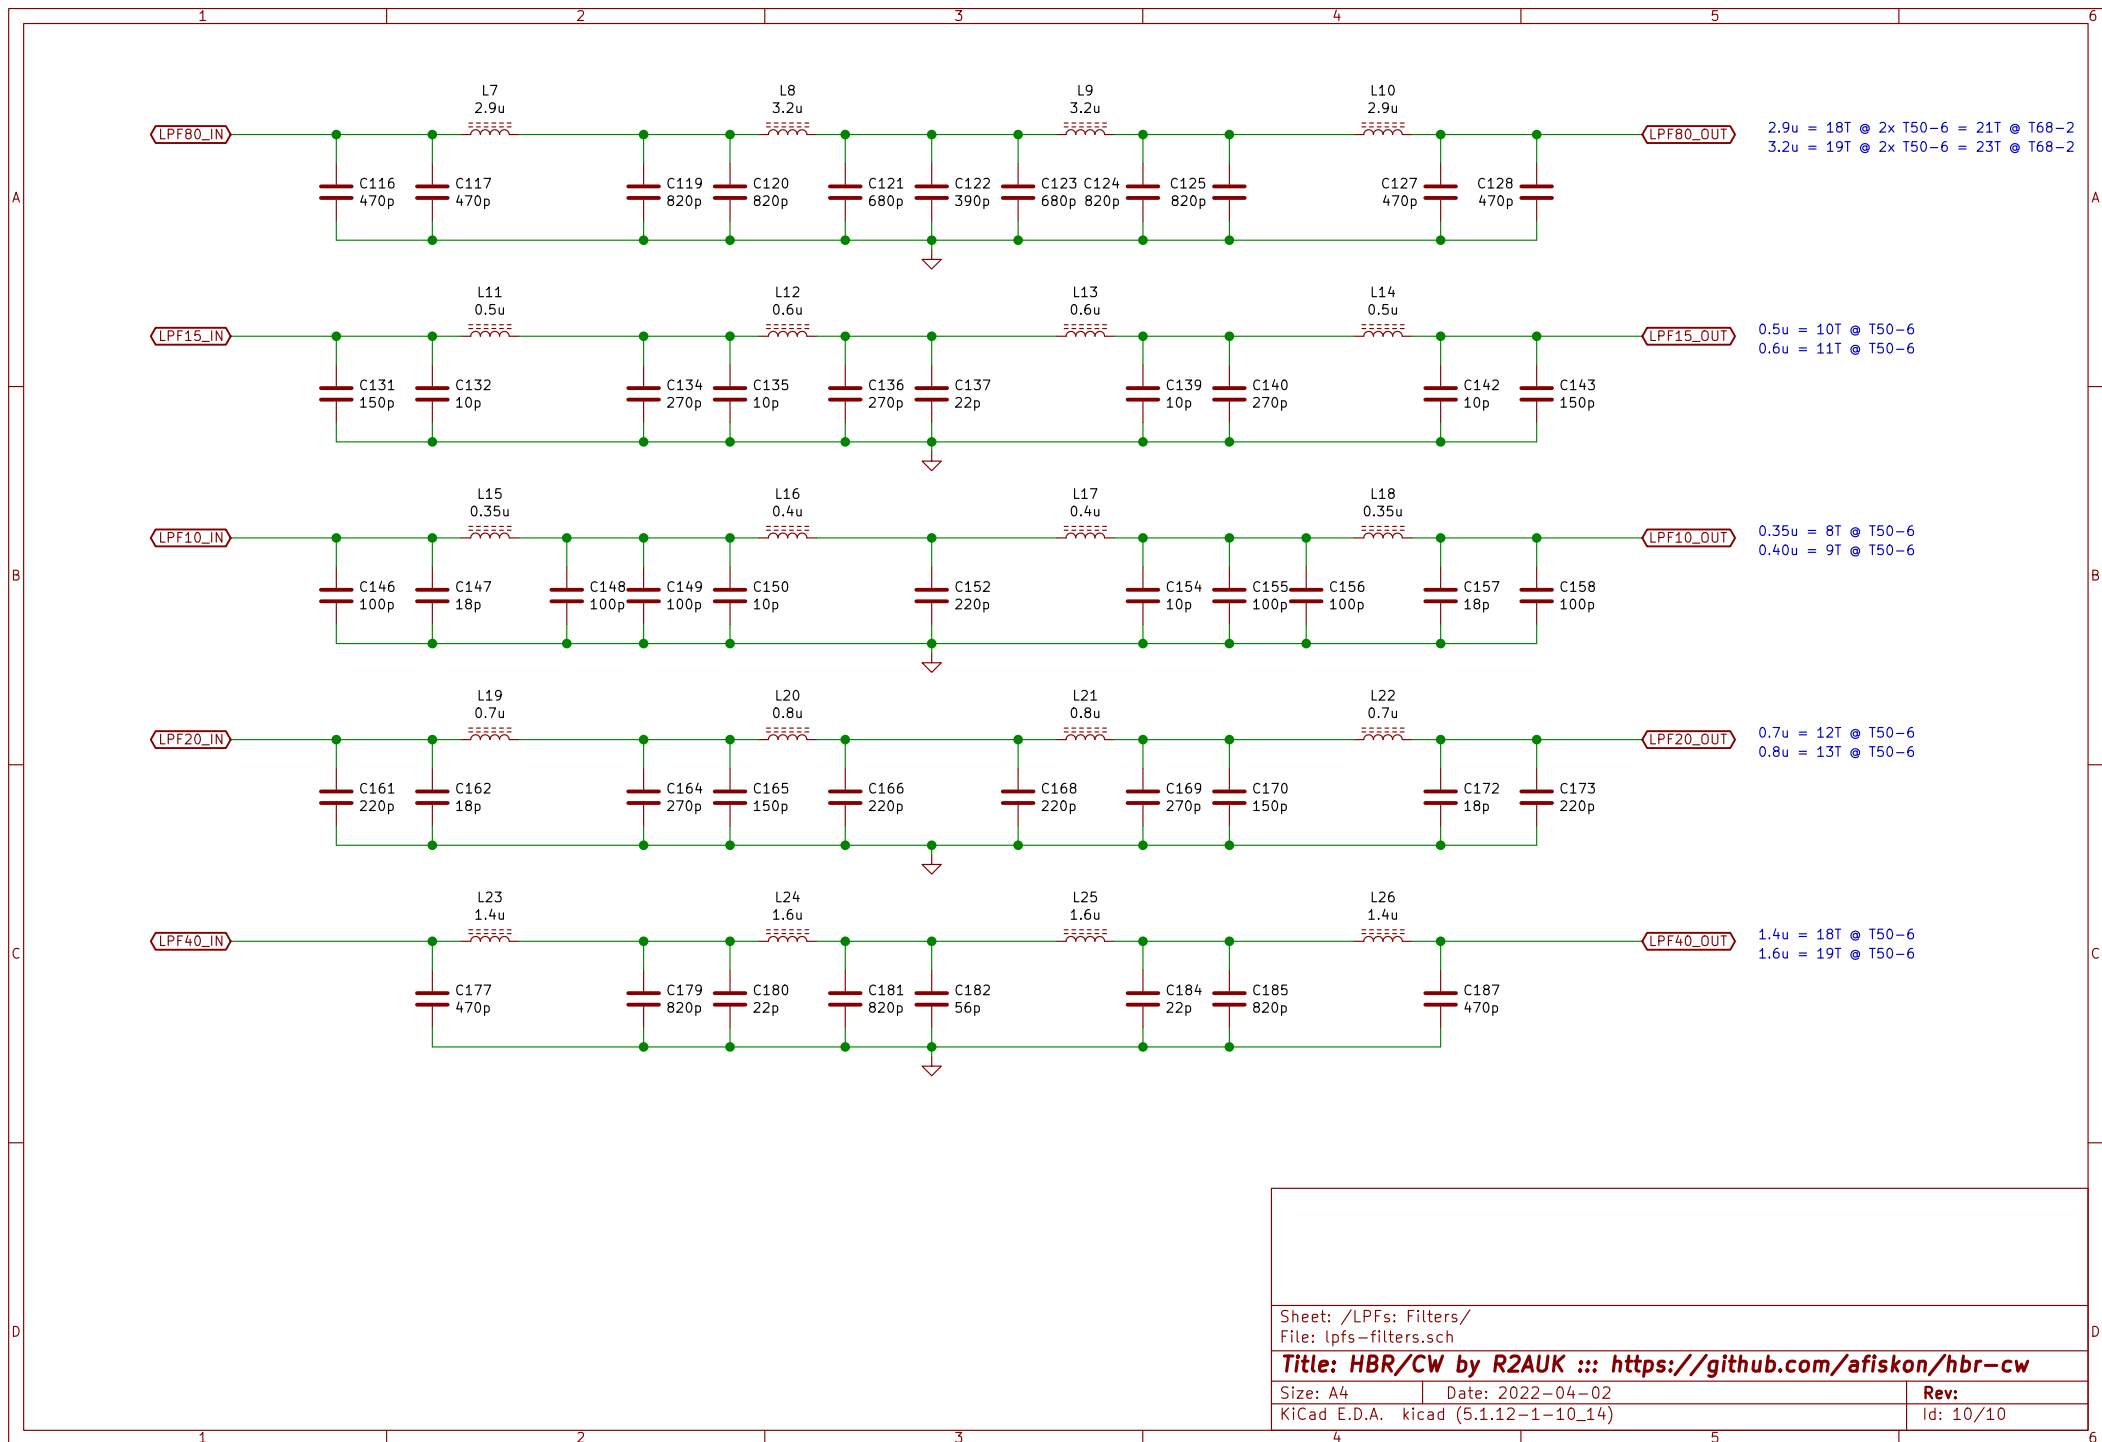 1 2 3 4 5 6
L7 L8 L9 L10
2.9u 3.2u 3.2u 2.9u
LPF80_IN LPF80_OUT
2.9u = 18T @ 2x T50-6 = 21T @ T68-2
3.2u = 19T @ 2x T50-6 = 23T @ T68-2
A C116 C117 C119 C120 C121 C122 C123 C124 C125 C127 C128 A
470p 470p 820p 820p 680p 390p 680p 820p 820p 470p 470p
L11 L12 L13 L14
0.5u 0.6u 0.6u 0.5u
LPF15_IN LPF15_OUT
0.5u = 10T @ T50-6
0.6u = 11T @ T50-6
C131 C132 C134 C135 C136 C137 C139 C140 C142 C143
150p 10p 270p 10p 270p 22p 10p 270p 10p 150p
L15 L16 L17 L18
0.35u 0.4u 0.4u 0.35u
LPF10_IN LPF10_OUT
0.35u = 8T @ T50-6
0.40u = 9T @ T50-6
B C146 C147 C148 C149 C150 C152 C154 C155 C156 C157 C158 B
100p 18p 100p 100p 10p 220p 10p 100p 100p 18p 100p
L19 L20 L21 L22
0.7u 0.8u 0.8u 0.7u
LPF20_IN LPF20_OUT
0.7u = 12T @ T50-6
0.8u = 13T @ T50-6
C161 C162 C164 C165 C166 C168 C169 C170 C172 C173
220p 18p 270p 150p 220p 220p 270p 150p 18p 220p
L23 L24 L25 L26
1.4u 1.6u 1.6u 1.4u
LPF40_IN LPF40_OUT
1.4u = 18T @ T50-6
1.6u = 19T @ T50-6
C C
C177 C179 C180 C181 C182 C184 C185 C187
470p 820p 22p 820p 56p 22p 820p 470p
Sheet: /LPFs: Filters/
D D
File: lpfs-filters.sch
Title: HBR/CW by R2AUK ::: https://github.com/afiskon/hbr-cw
Size: A4 Date: 2022-04-02 Rev:
KiCad E.D.A. kicad (5.1.12-1-10_14) Id: 10/10
1 2 3 4 5 6